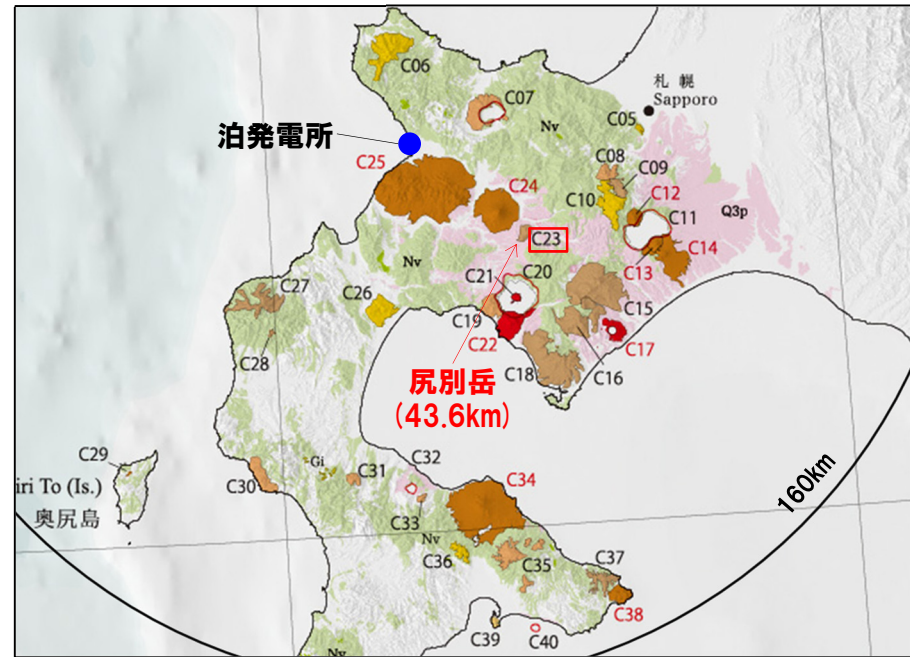 C06
札幌
Sapporo
C07
C05
Nv
泊発電所
C25
C08
C09
C24
C10
C12
C11
Q3p
C23
C14
C13
Nv
C21
C20
C27
C26
C15
C19
C22
C17
C28
尻別岳
(43.6km)
C18
C16
C29
C32
Gi
C31
C34
iri To (Is.)
奥尻島
C30
160km
C33
Nv
C36
C35
C37
C38
C39
C40
Nv